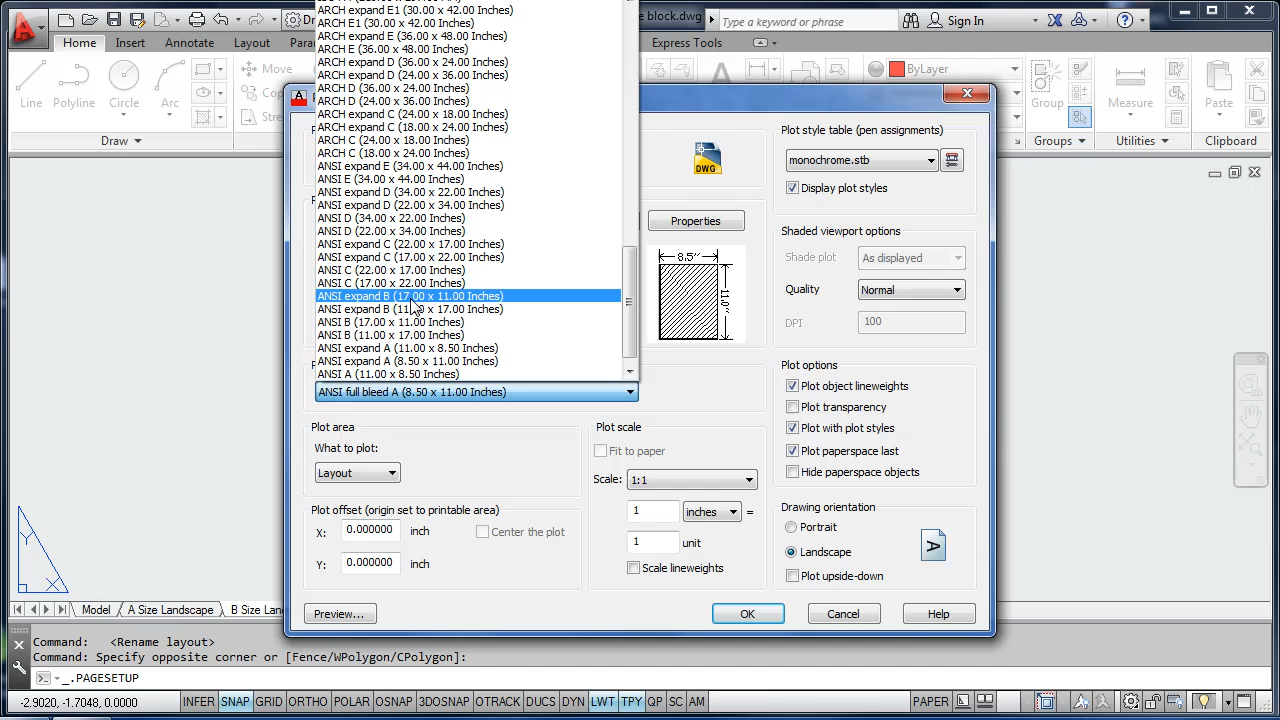 e block.dwg
Type a keyword or phrase
Sign In
Home
Insert
Annotate
Layout
Express Tools
Line
Polyline
Circle
Arc
Move
Draw
ByLayer
Group
Measure
Paste
Groups
Utilities
Clipboard
ARCH expand E1 (30.00 x 42.00 Inches)
ARCH E1 (30.00 x 42.00 Inches)
ARCH expand E (36.00 x 48.00 Inches)
ARCH E (36.00 x 48.00 Inches)
ARCH expand D (36.00 x 24.00 Inches)
ARCH expand D (24.00 x 36.00 Inches)
ARCH D (36.00 x 24.00 Inches)
ARCH D (24.00 x 36.00 Inches)
ARCH expand C (24.00 x 18.00 Inches)
ARCH expand C (18.00 x 24.00 Inches)
ARCH C (24.00 x 18.00 Inches)
ARCH C (18.00 x 24.00 Inches)
ANSI expand E (34.00 x 44.00 Inches)
ANSI E (34.00 x 44.00 Inches)
ANSI expand D (34.00 x 22.00 Inches)
ANSI expand D (22.00 x 34.00 Inches)
ANSI D (34.00 x 22.00 Inches)
ANSI D (22.00 x 34.00 Inches)
ANSI expand C (22.00 x 17.00 Inches)
ANSI expand C (17.00 x 22.00 Inches)
ANSI C (22.00 x 17.00 Inches)
ANSI C (17.00 x 22.00 Inches)
ANSI expand B (17.00 x 11.00 Inches)
ANSI expand B (11.00 x 17.00 Inches)
ANSI B (17.00 x 11.00 Inches)
ANSI B (11.00 x 17.00 Inches)
ANSI expand A (11.00 x 8.50 Inches)
ANSI expand A (8.50 x 11.00 Inches)
ANSI A (11.00 x 8.50 Inches)
ANSI full bleed A (8.50 x 11.00 Inches)
DWG
Properties
8.5''
11.0''
Plot area
What to plot:
Layout
Plot offset (origin set to printable area)
X: 0.000000 inch
Center the plot
Y: 0.000000 inch
Plot scale
Fit to paper
Scale: 1:1
1 inches =
1 unit
Scale lineweights
Plot style table (pen assignments)
monochrome.stb
Display plot styles
Shaded viewport options
Shade plot As displayed
Quality Normal
DPI 100
Plot options
Plot object lineweights
Plot transparency
Plot with plot styles
Plot paperspace last
Hide paperspace objects
Drawing orientation
Portrait
Landscape
Plot upside-down
A
Preview...
OK
Cancel
Help
Y
X
Model
A Size Landscape
B Size Lan
Command: <Rename layout>
Command: Specify opposite corner or [Fence/WPolygon/CPolygon]:
_.PAGESETUP
-2.9020, -1.7048, 0.0000
INFER SNAP GRID ORTHO POLAR OSNAP 3DOSNAP OTRACK DUCS DYN LWT TPY QP SC AM
PAPER